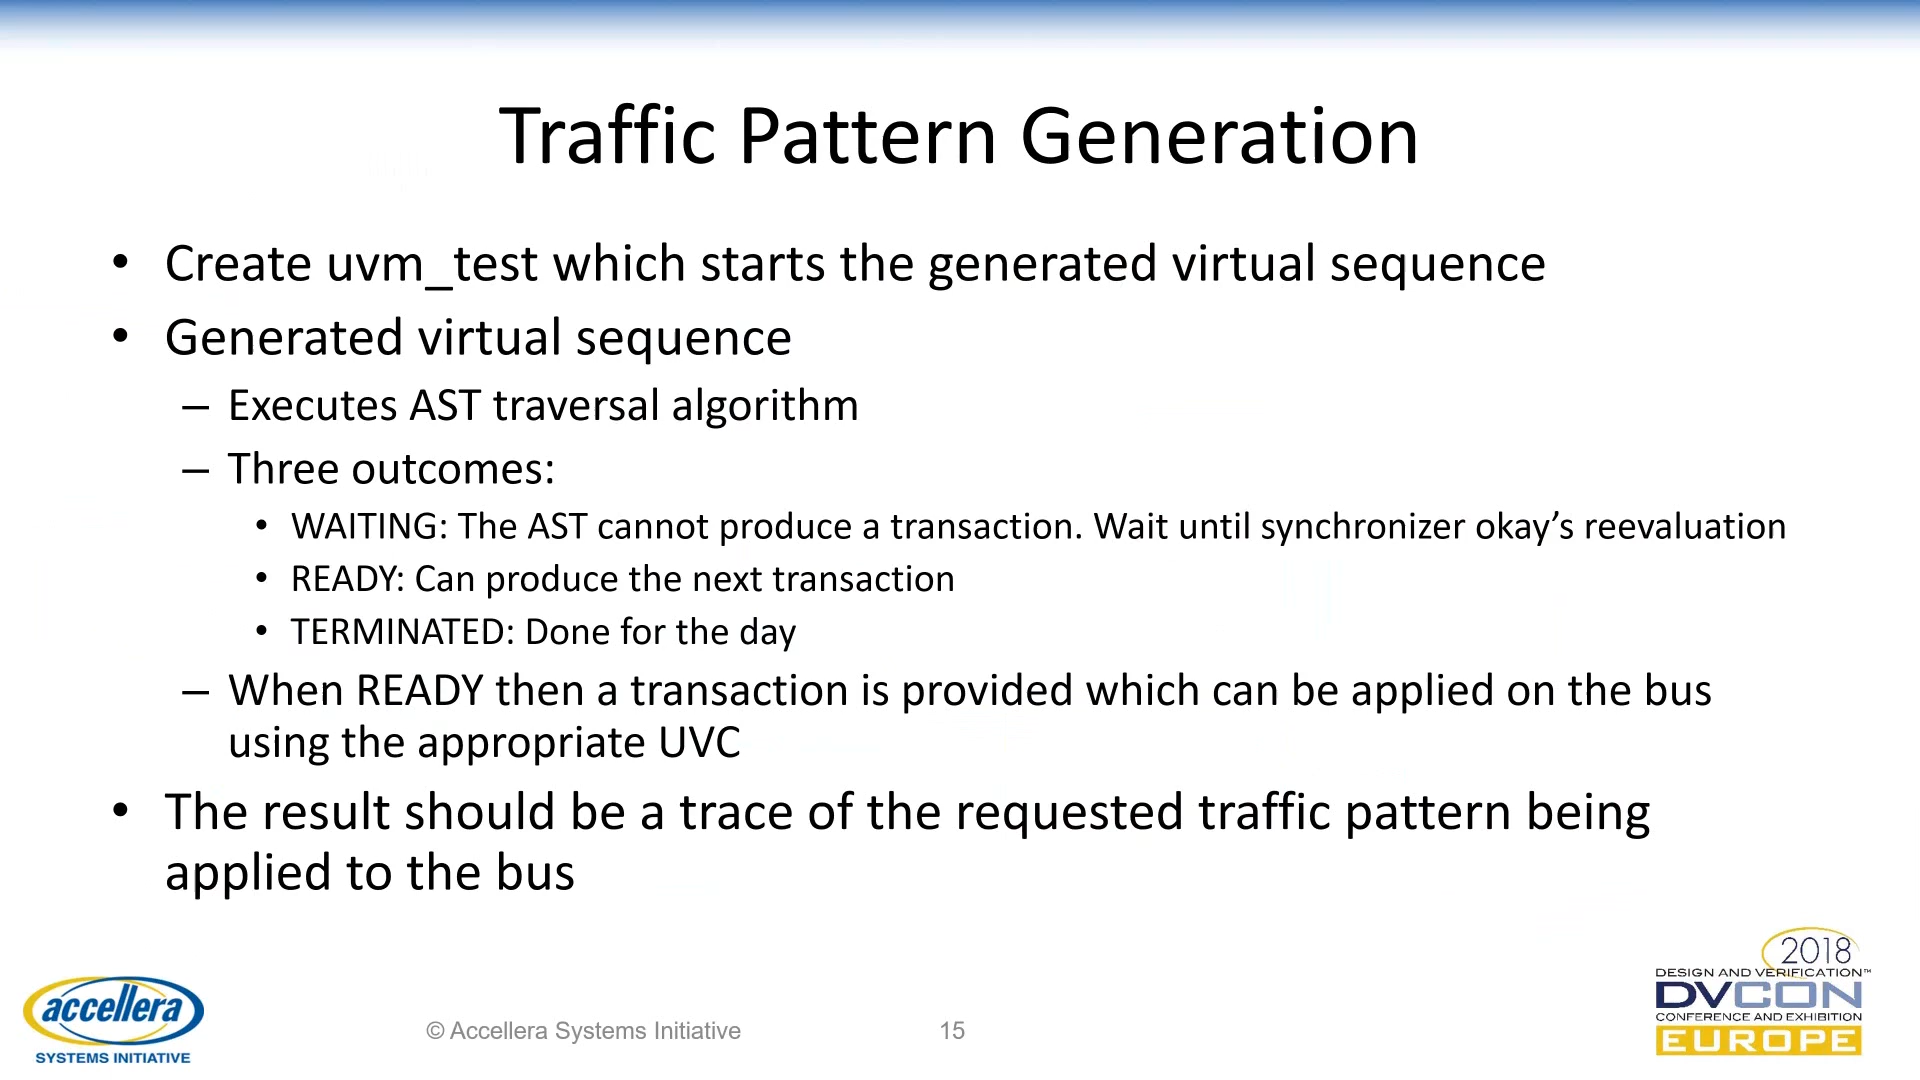 Traffic Pattern Generation
• Create uvm_test which starts the generated virtual sequence
• Generated virtual sequence
– Executes AST traversal algorithm
– Three outcomes:
• WAITING: The AST cannot produce a transaction. Wait until synchronizer okay’s reevaluation
• READY: Can produce the next transaction
• TERMINATED: Done for the day
– When READY then a transaction is provided which can be applied on the bus
using the appropriate UVC
• The result should be a trace of the requested traffic pattern being
applied to the bus
accellera
SYSTEMS INITIATIVE
© Accellera Systems Initiative
15
2018
DESIGN AND VERIFICATION™
DVCON
CONFERENCE AND EXHIBITION
EUROPE